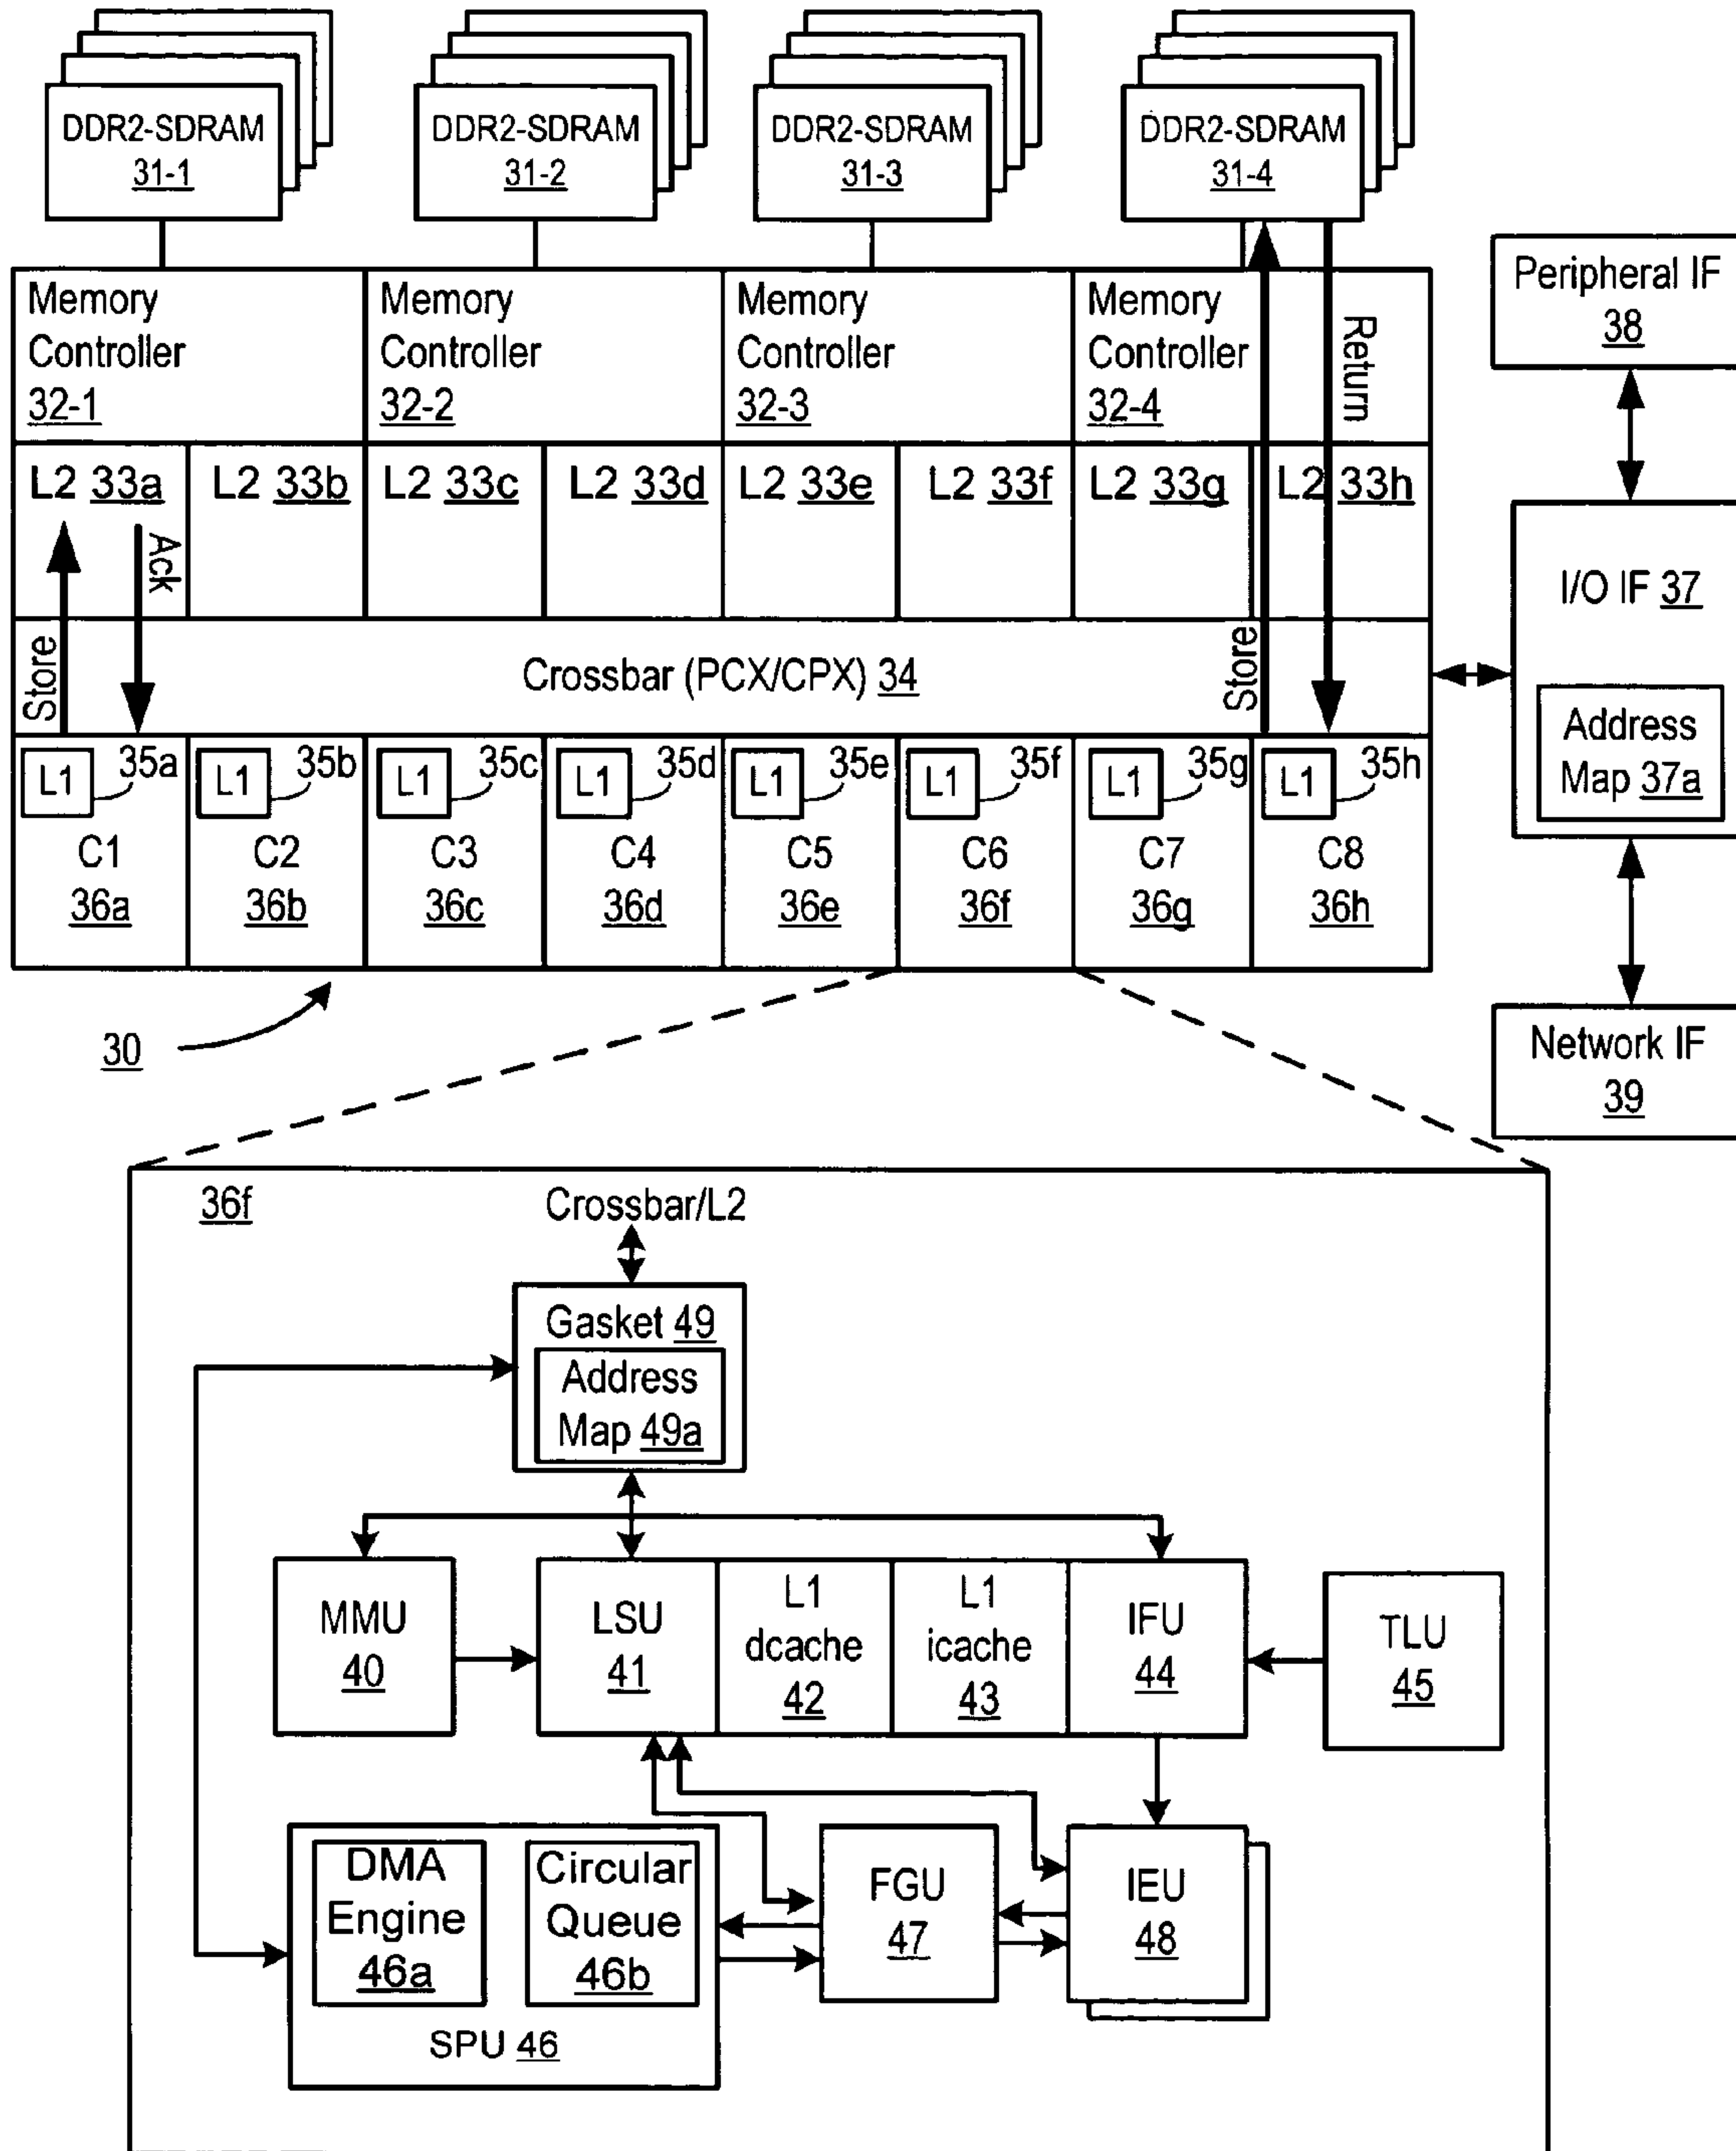 DDR2-SDRAM
31-1
DDR2-SDRAM
31-2
DDR2-SDRAM
31-3
DDR2-SDRAM
31-4
Memory
Controller
32-1
Memory
Controller
32-2
Memory
Controller
32-3
Memory
Controller
32-4
Return
Peripheral IF
38
L2 33a
L2 33b
L2 33c
L2 33d
L2 33e
L2 33f
L2 33g
L2 33h
Ack
Store
Crossbar (PCX/CPX) 34
Store
I/O IF 37
Address
Map 37a
L1 35a
C1
36a
L1 35b
C2
36b
L1 35c
C3
36c
L1 35d
C4
36d
L1 35e
C5
36e
L1 35f
C6
36f
L1 35g
C7
36g
L1 35h
C8
36h
30
Network IF
39
36f
Crossbar/L2
Gasket 49
Address
Map 49a
MMU
40
LSU
41
L1
dcache
42
L1
icache
43
IFU
44
TLU
45
DMA
Engine
46a
Circular
Queue
46b
SPU 46
FGU
47
IEU
48